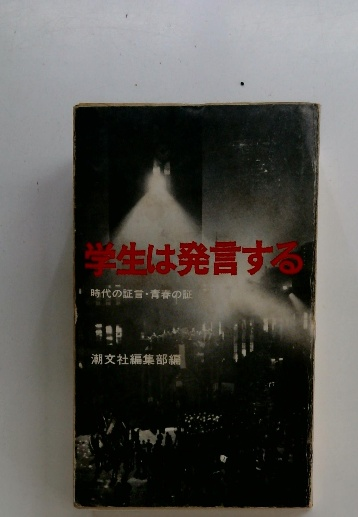 学生は発言する
時代の証言・青春の証
潮文社編集部編